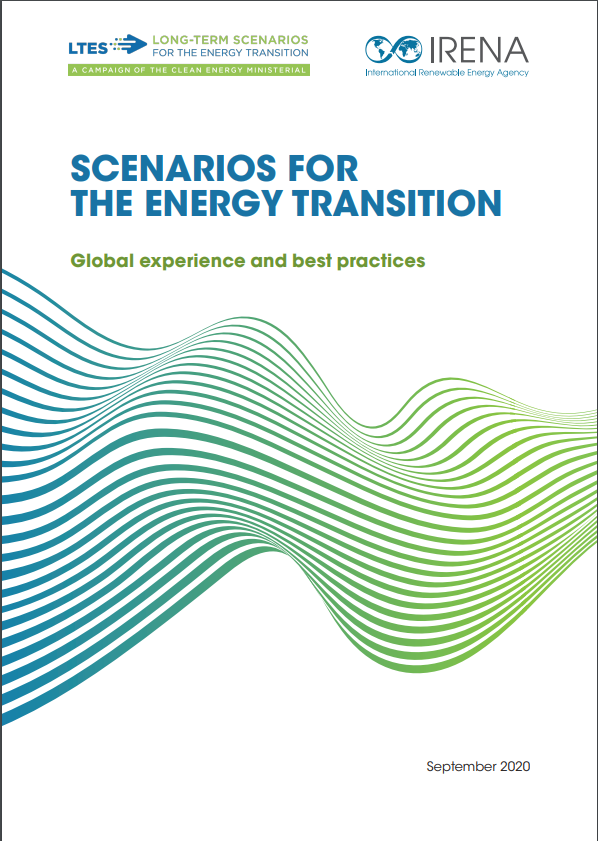 LTES
LONG-TERM SCENARIOS
FOR THE ENERGY TRANSITION
A CAMPAIGN OF THE CLEAN ENERGY MINISTERIAL
IRENA
International Renewable Energy Agency
SCENARIOS FOR
THE ENERGY TRANSITION
Global experience and best practices
September 2020